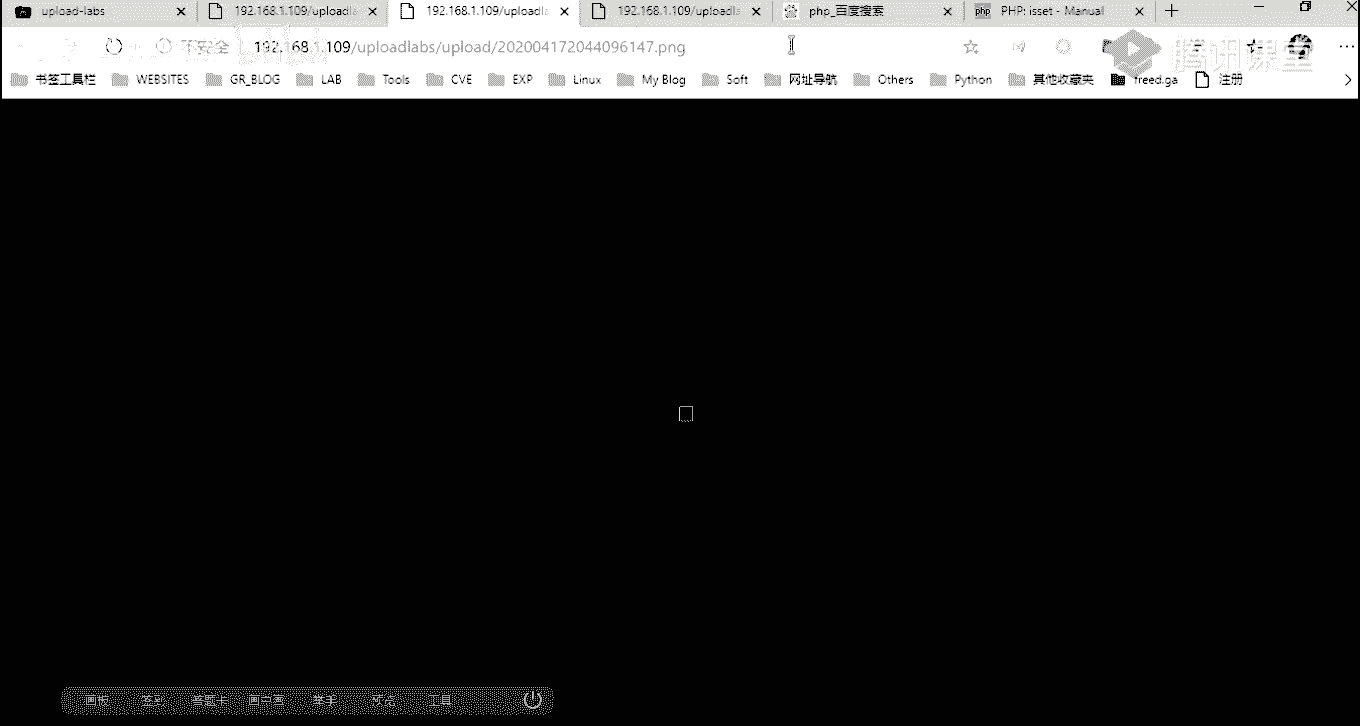 upload-labs 192.168.1.109/uploadla 192.168.1.109/uploadla 192.168.1.109/uploadla php_百度搜索 php PHP: isset - Manual
不安全 192.168.1.109/uploadlabs/upload/202004172044096147.png 腾讯课堂
书签工具栏 WEBSITES GR_BLOG LAB Tools CVE EXP Linux My Blog Soft 网址导航 Others Python 其他收藏夹 freed.ga 注册
画板 签到 答题卡 画中画 举手 预览 工具